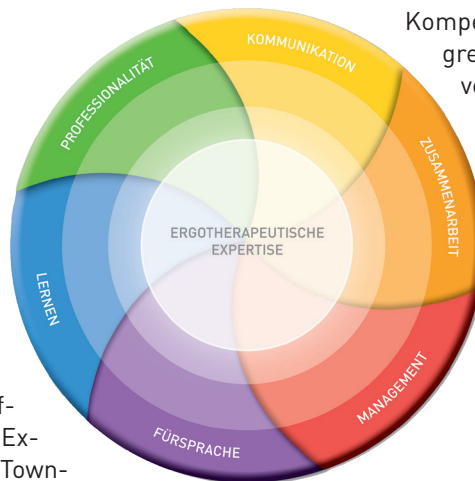 Kompe
gre
ve
KOMMUNIKATION
PROFESSIONALITÄT
ZUSAMMENARBEIT
ERGOTHERAPEUTISCHE
EXPERTISE
LERNEN
MANAGEMENT
FÜRSPRACHE
f-
Ex-
Town-